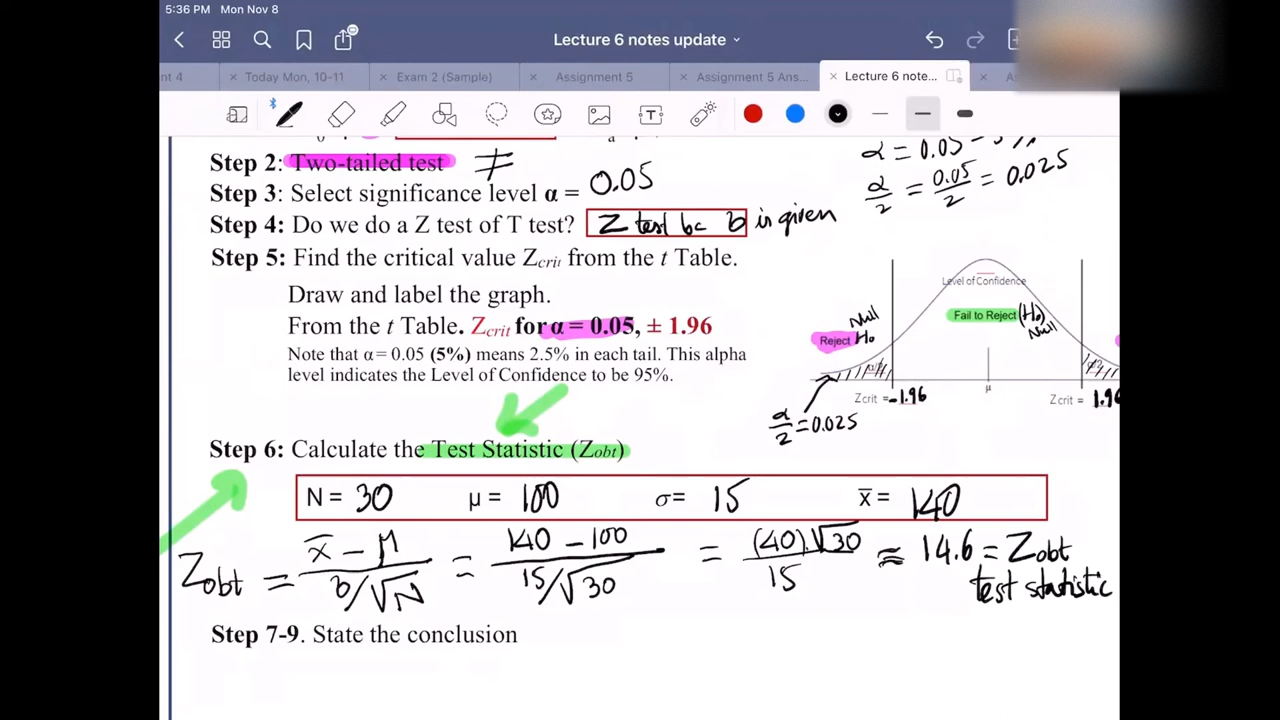 5:36 PM Mon Nov 8
Lecture 6 notes update
nt 4
Today Mon, 10-11
Exam 2 (Sample)
Assignment 5
Assignment 5 Ans...
Lecture 6 note...
Step 2: Two-tailed test ≠
α = 0.05
Step 3: Select significance level α = 0.05
α/2 = 0.05/2 = 0.025
Step 4: Do we do a Z test of T test? Z test bc σ is given
Step 5: Find the critical value Zcrit from the t Table.
Draw and label the graph.
From the t Table. Zcrit for α = 0.05, ± 1.96
Note that α = 0.05 (5%) means 2.5% in each tail. This alpha
level indicates the Level of Confidence to be 95%.
Level of Confidence
Fail to Reject (H₀) Null
Null
Reject H₀
μ
Zcrit = -1.96
Zcrit = 1.96
α/2 = 0.025
Step 6: Calculate the Test Statistic (Zobt)
N = 30 μ = 100 σ= 15 x̄ = 140
Zobt = x̄ - μ / σ/√N = 140 - 100 / 15/√30 = (40).√30 / 15 ≈ 14.6 = Zobt
test statistic
Step 7-9. State the conclusion